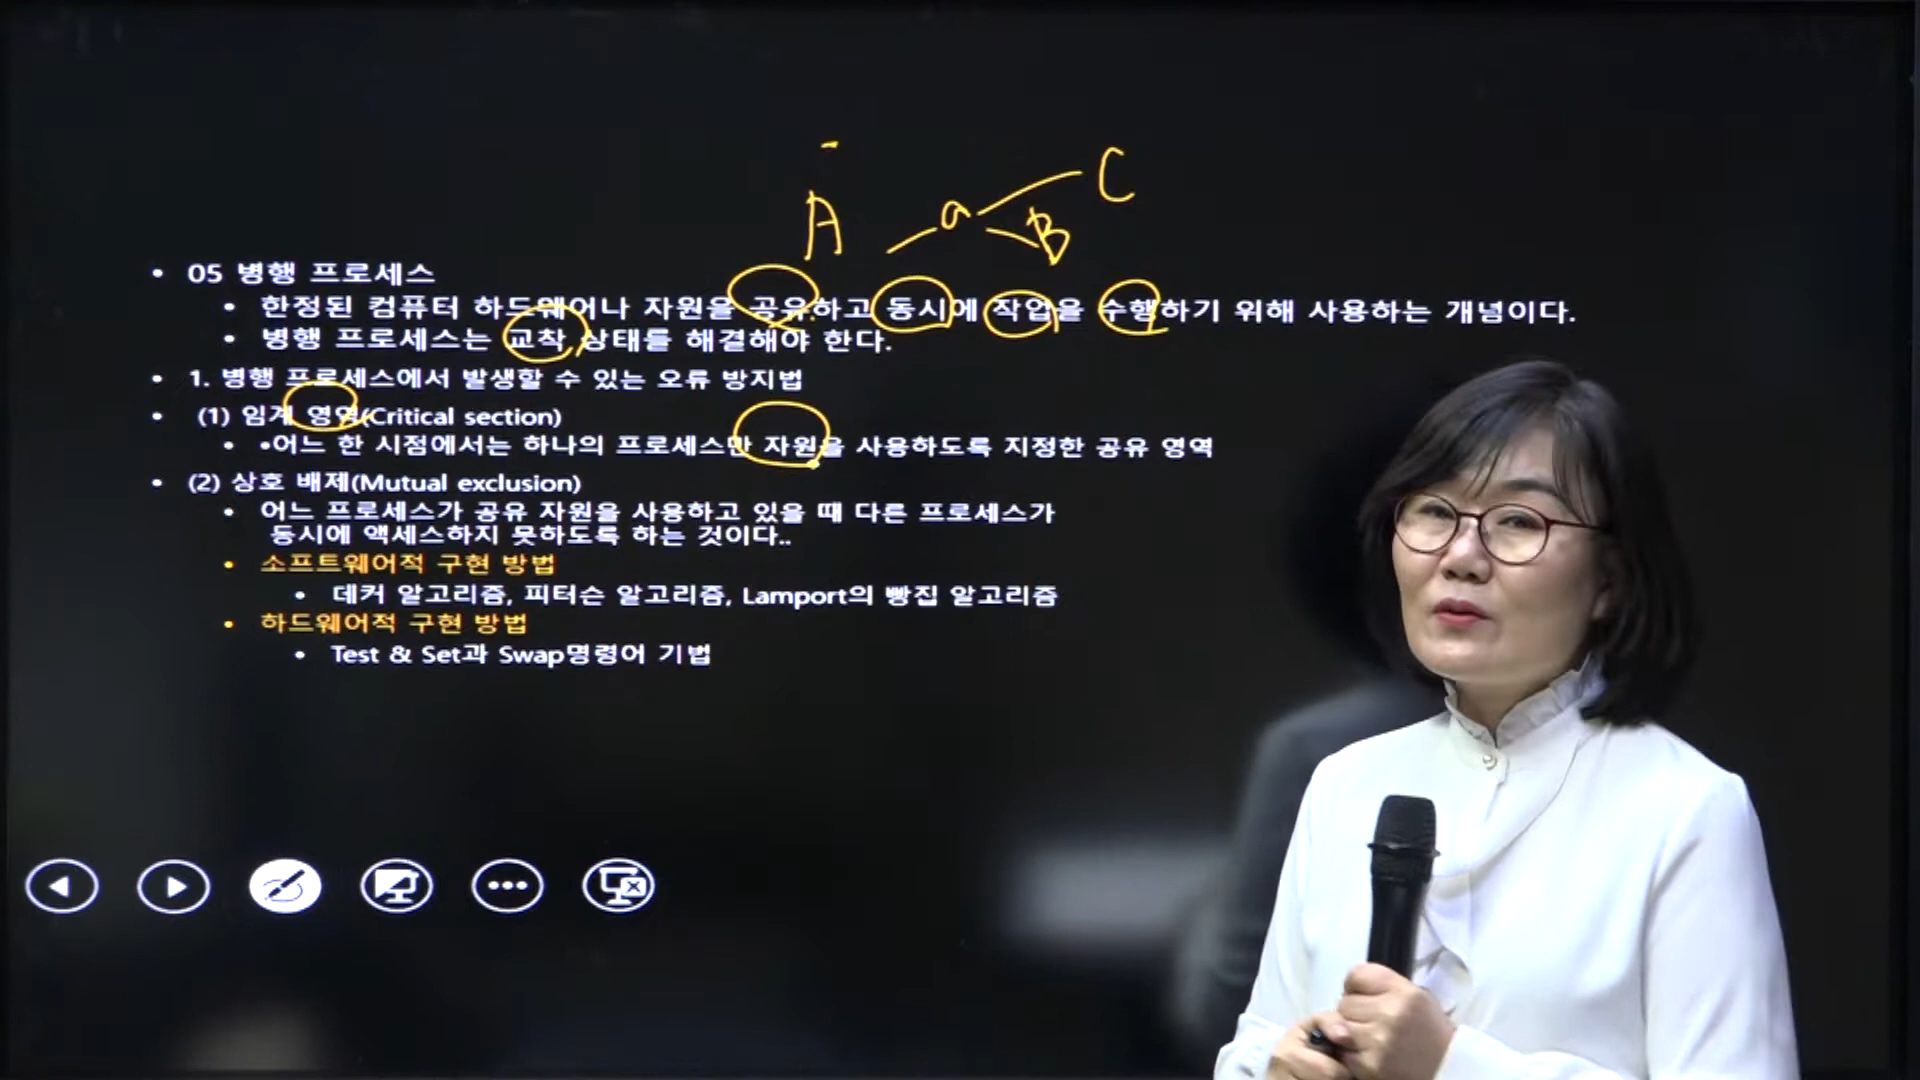 A a C
B
• 05 병행 프로세스
• 한정된 컴퓨터 하드웨어나 자원을 공유하고 동시에 작업을 수행하기 위해 사용하는 개념이다.
• 병행 프로세스는 교착 상태를 해결해야 한다.
• 1. 병행 프로세스에서 발생할 수 있는 오류 방지법
• (1) 임계 영역(Critical section)
• •어느 한 시점에서는 하나의 프로세스만 자원을 사용하도록 지정한 공유 영역
• (2) 상호 배제(Mutual exclusion)
• 어느 프로세스가 공유 자원을 사용하고 있을 때 다른 프로세스가
동시에 액세스하지 못하도록 하는 것이다..
• 소프트웨어적 구현 방법
• 데커 알고리즘, 피터슨 알고리즘, Lamport의 빵집 알고리즘
• 하드웨어적 구현 방법
• Test & Set과 Swap명령어 기법